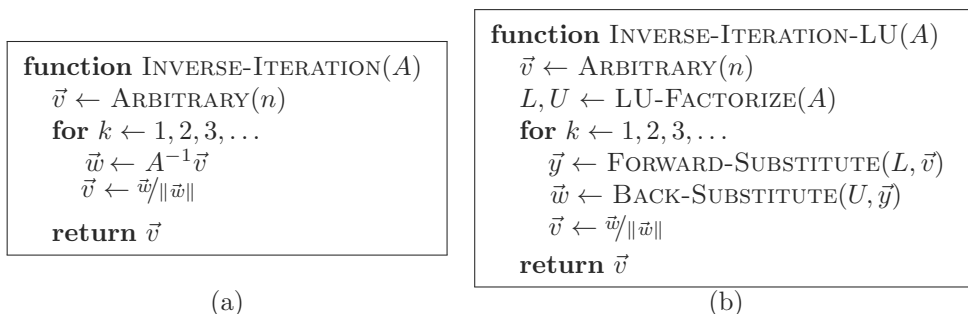 function INVERSE-ITERATION(A)
v⃗ ← ARBITRARY(n)
for k ← 1, 2, 3, . . .
w⃗ ← A⁻¹v⃗
v⃗ ← w⃗/‖w⃗‖
return v⃗
(a)
function INVERSE-ITERATION-LU(A)
v⃗ ← ARBITRARY(n)
L, U ← LU-FACTORIZE(A)
for k ← 1, 2, 3, . . .
y⃗ ← FORWARD-SUBSTITUTE(L, v⃗)
w⃗ ← BACK-SUBSTITUTE(U, y⃗)
v⃗ ← w⃗/‖w⃗‖
return v⃗
(b)